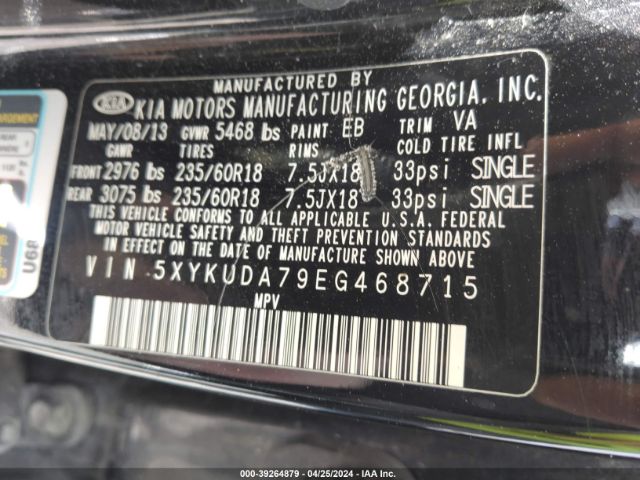 MANUFACTURED BY
KIA KIA MOTORS MANUFACTURING GEORGIA, INC.
MAY/08/13 GVWR 5468 lbs PAINT EB TRIM VA
GAWR TIRES RIMS COLD TIRE INFL
FRONT 2976 lbs 235/60R18 7.5JX18 33psi SINGLE
REAR 3075 lbs 235/60R18 7.5JX18 33psi SINGLE
THIS VEHICLE CONFORMS TO ALL APPLICABLE U.S.A. FEDERAL
MOTOR VEHICLE SAFETY BUMPER, AND THEFT PREVENTION STANDARDS
IN EFFECT ON THE DATE OF MANUFACTURE SHOWN ABOVE.
VIN 5XYKUDA79EG468715
MPV
U68
000-39264879 - 04/25/2024 - IAA Inc.